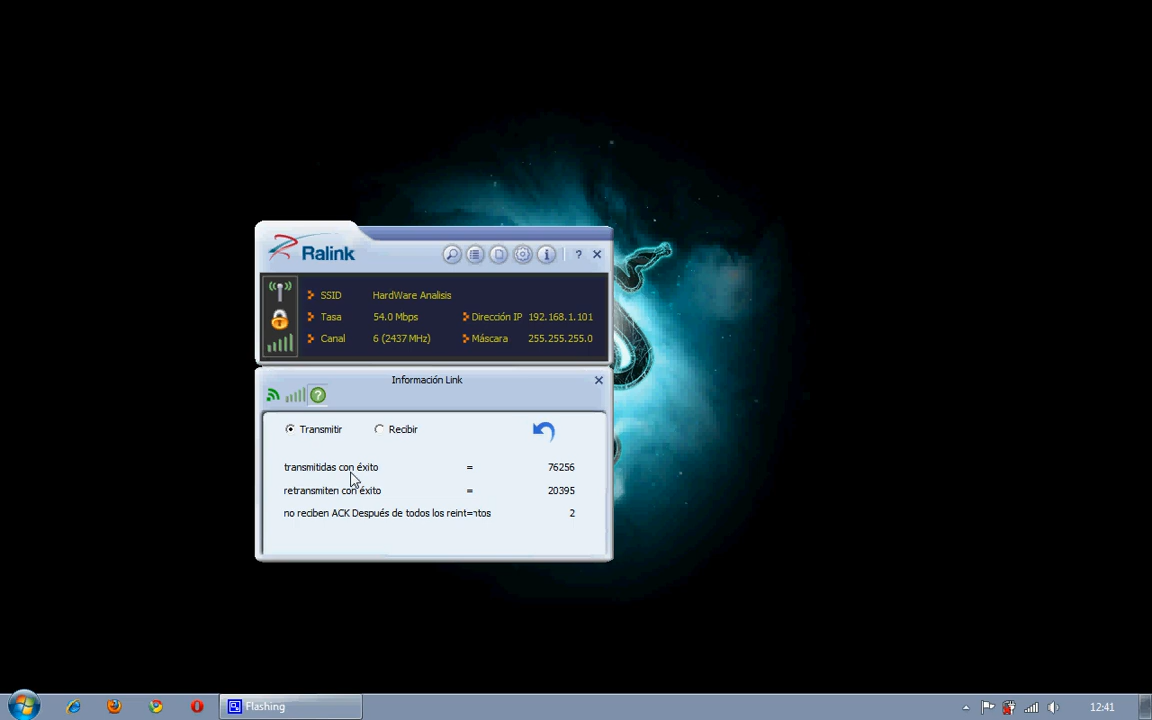 Ralink
? ✕
SSID HardWare Analisis
Tasa 54.0 Mbps Dirección IP 192.168.1.101
Canal 6 (2437 MHz) Máscara 255.255.255.0
Información Link
Transmitir Recibir
transmitidas con éxito = 76256
retransmiten con éxito = 20395
no reciben ACK Después de todos los reintentos = 2
Flashing
12:41